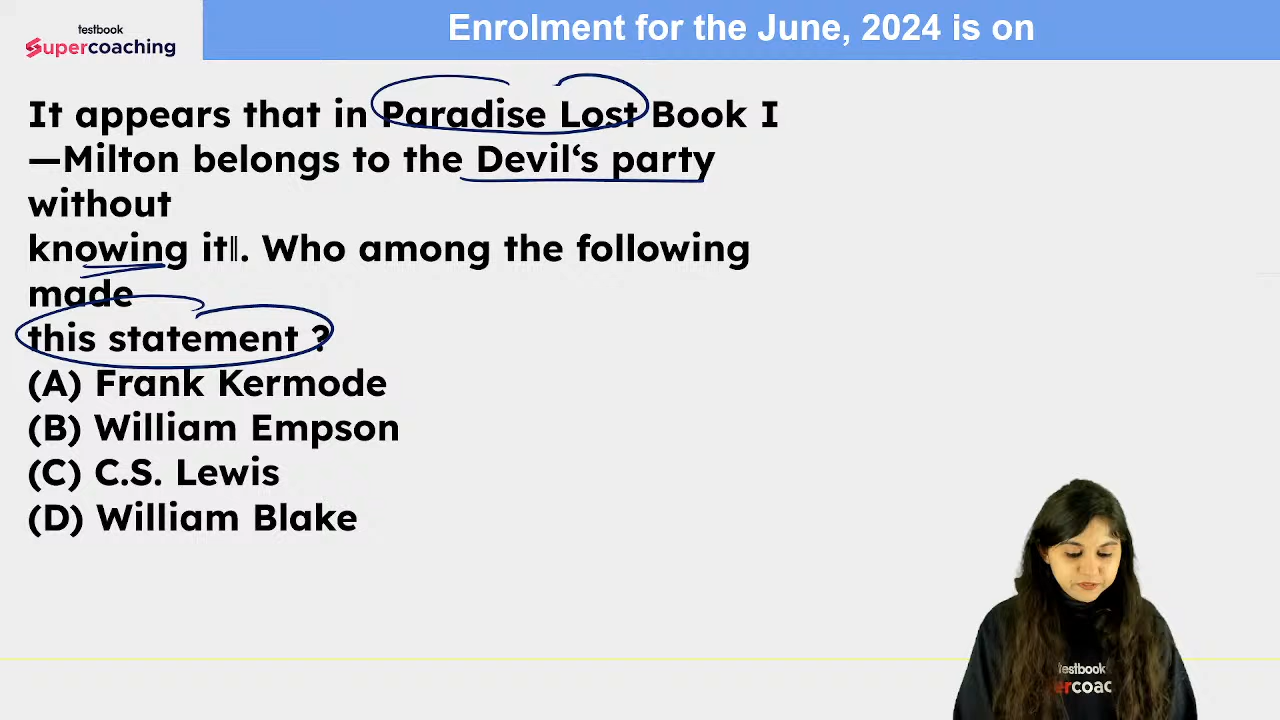 testbook
Supercoaching
Enrolment for the June, 2024 is on
It appears that in Paradise Lost Book I
—Milton belongs to the Devil‘s party
without
knowing it‖. Who among the following
made
this statement ?
(A) Frank Kermode
(B) William Empson
(C) C.S. Lewis
(D) William Blake
testbook
ercoac